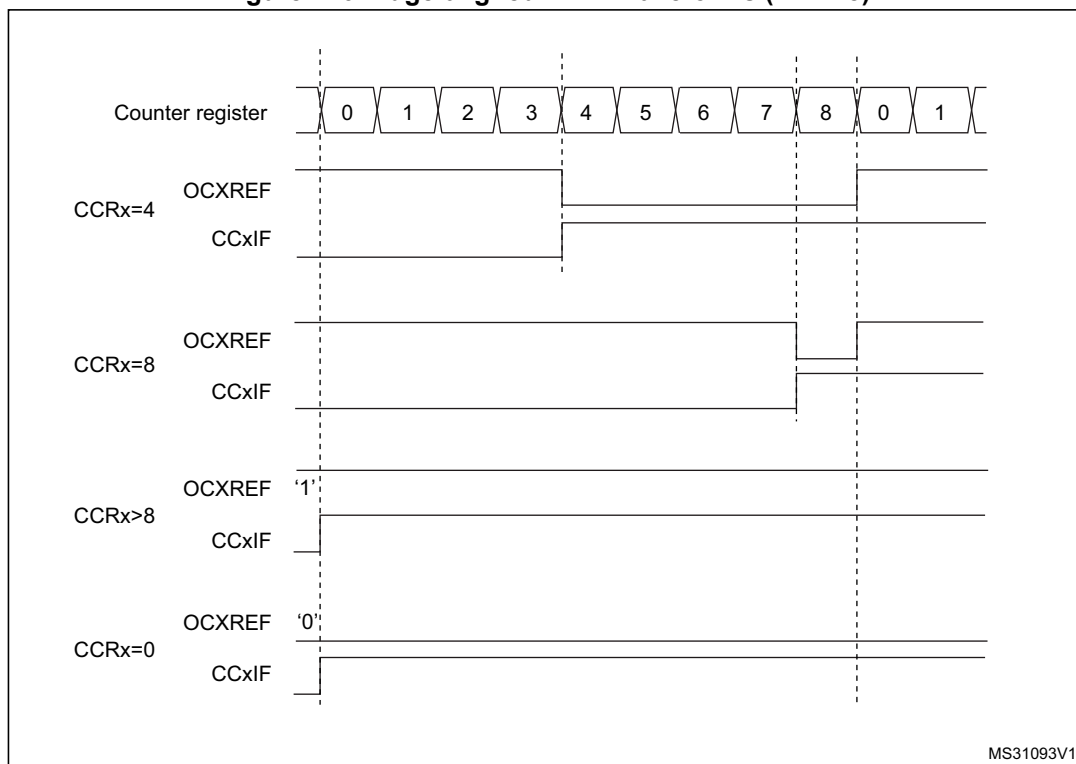 Counter register 0 1 2 3 4 5 6 7 8 0 1
OCXREF
CCRx=4
CCxIF
OCXREF
CCRx=8
CCxIF
OCXREF '1'
CCRx>8
CCxIF
OCXREF '0'
CCRx=0
CCxIF
MS31093V1